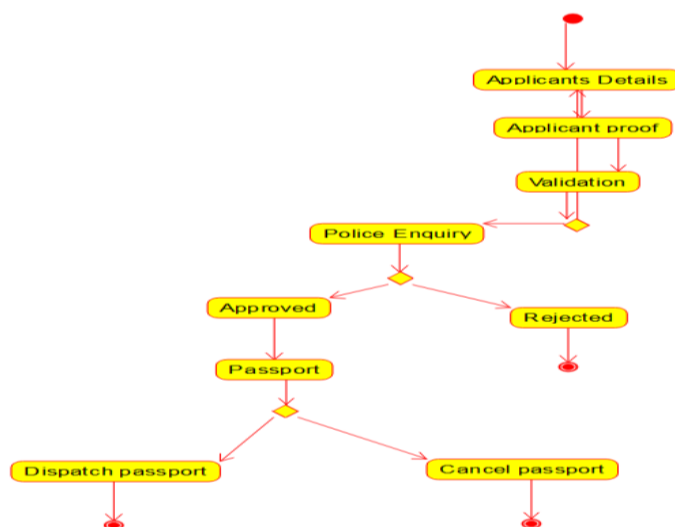 Applicants Details
Applicant proof
Validation
Police Enquiry
Approved
Rejected
Passport
Dispatch passport
Cancel passport